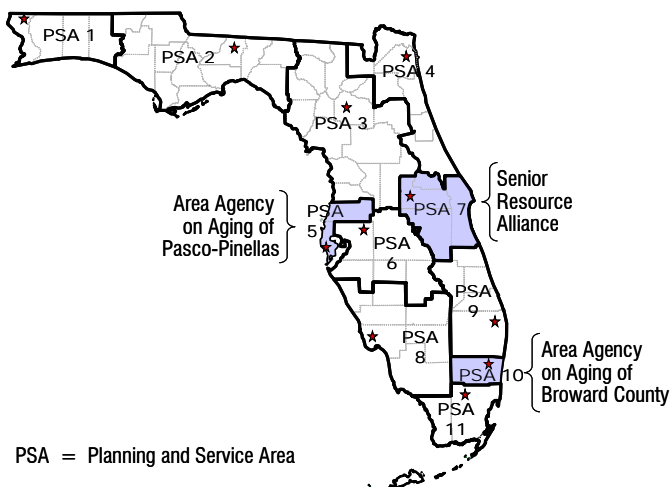 PSA 1
PSA 2
PSA 4
PSA 3
Senior
Resource
Alliance
PSA 7
Area Agency
on Aging of
Pasco-Pinellas
PSA
5
PSA
6
PSA
9
PSA
8
Area Agency
on Aging of
Broward County
PSA 10
PSA
11
PSA = Planning and Service Area